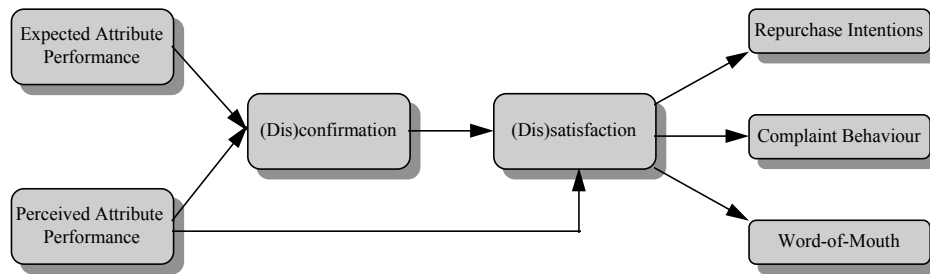 Expected Attribute
Performance
Perceived Attribute
Performance
(Dis)confirmation
(Dis)satisfaction
Repurchase Intentions
Complaint Behaviour
Word-of-Mouth